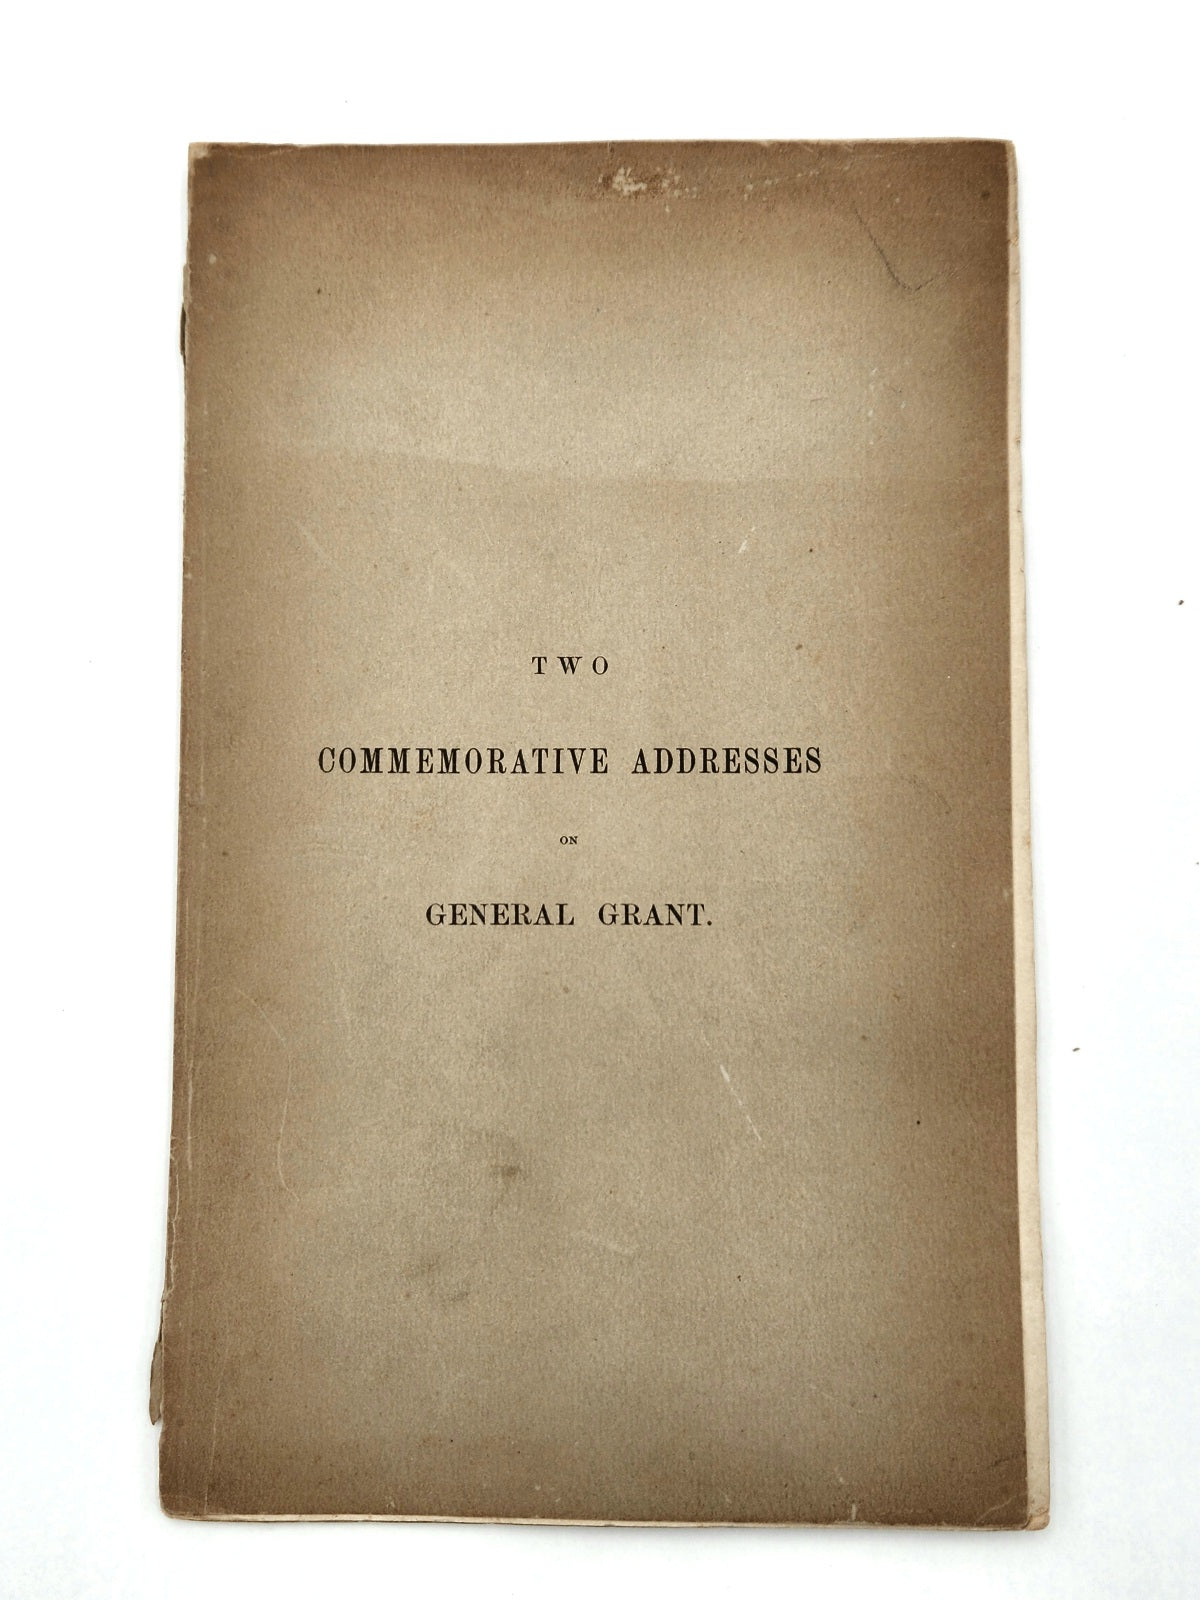 TWO
COMMEMORATIVE ADDRESSES
ON
GENERAL GRANT.